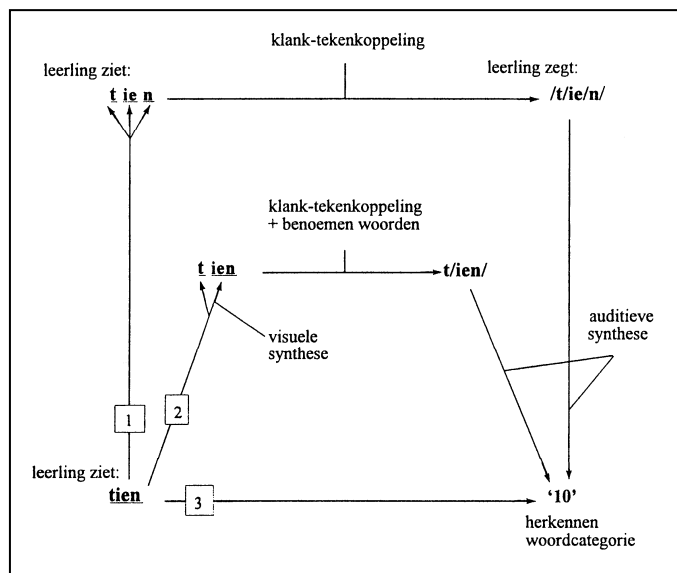 klank-tekenkoppeling
leerling ziet:
t ie n
leerling zegt:
/t/ie/n/
klank-tekenkoppeling
+ benoemen woorden
t ien
t/ien/
visuele
synthese
auditieve
synthese
1
2
leerling ziet:
tien
3
‘10’
herkennen
woordcategorie